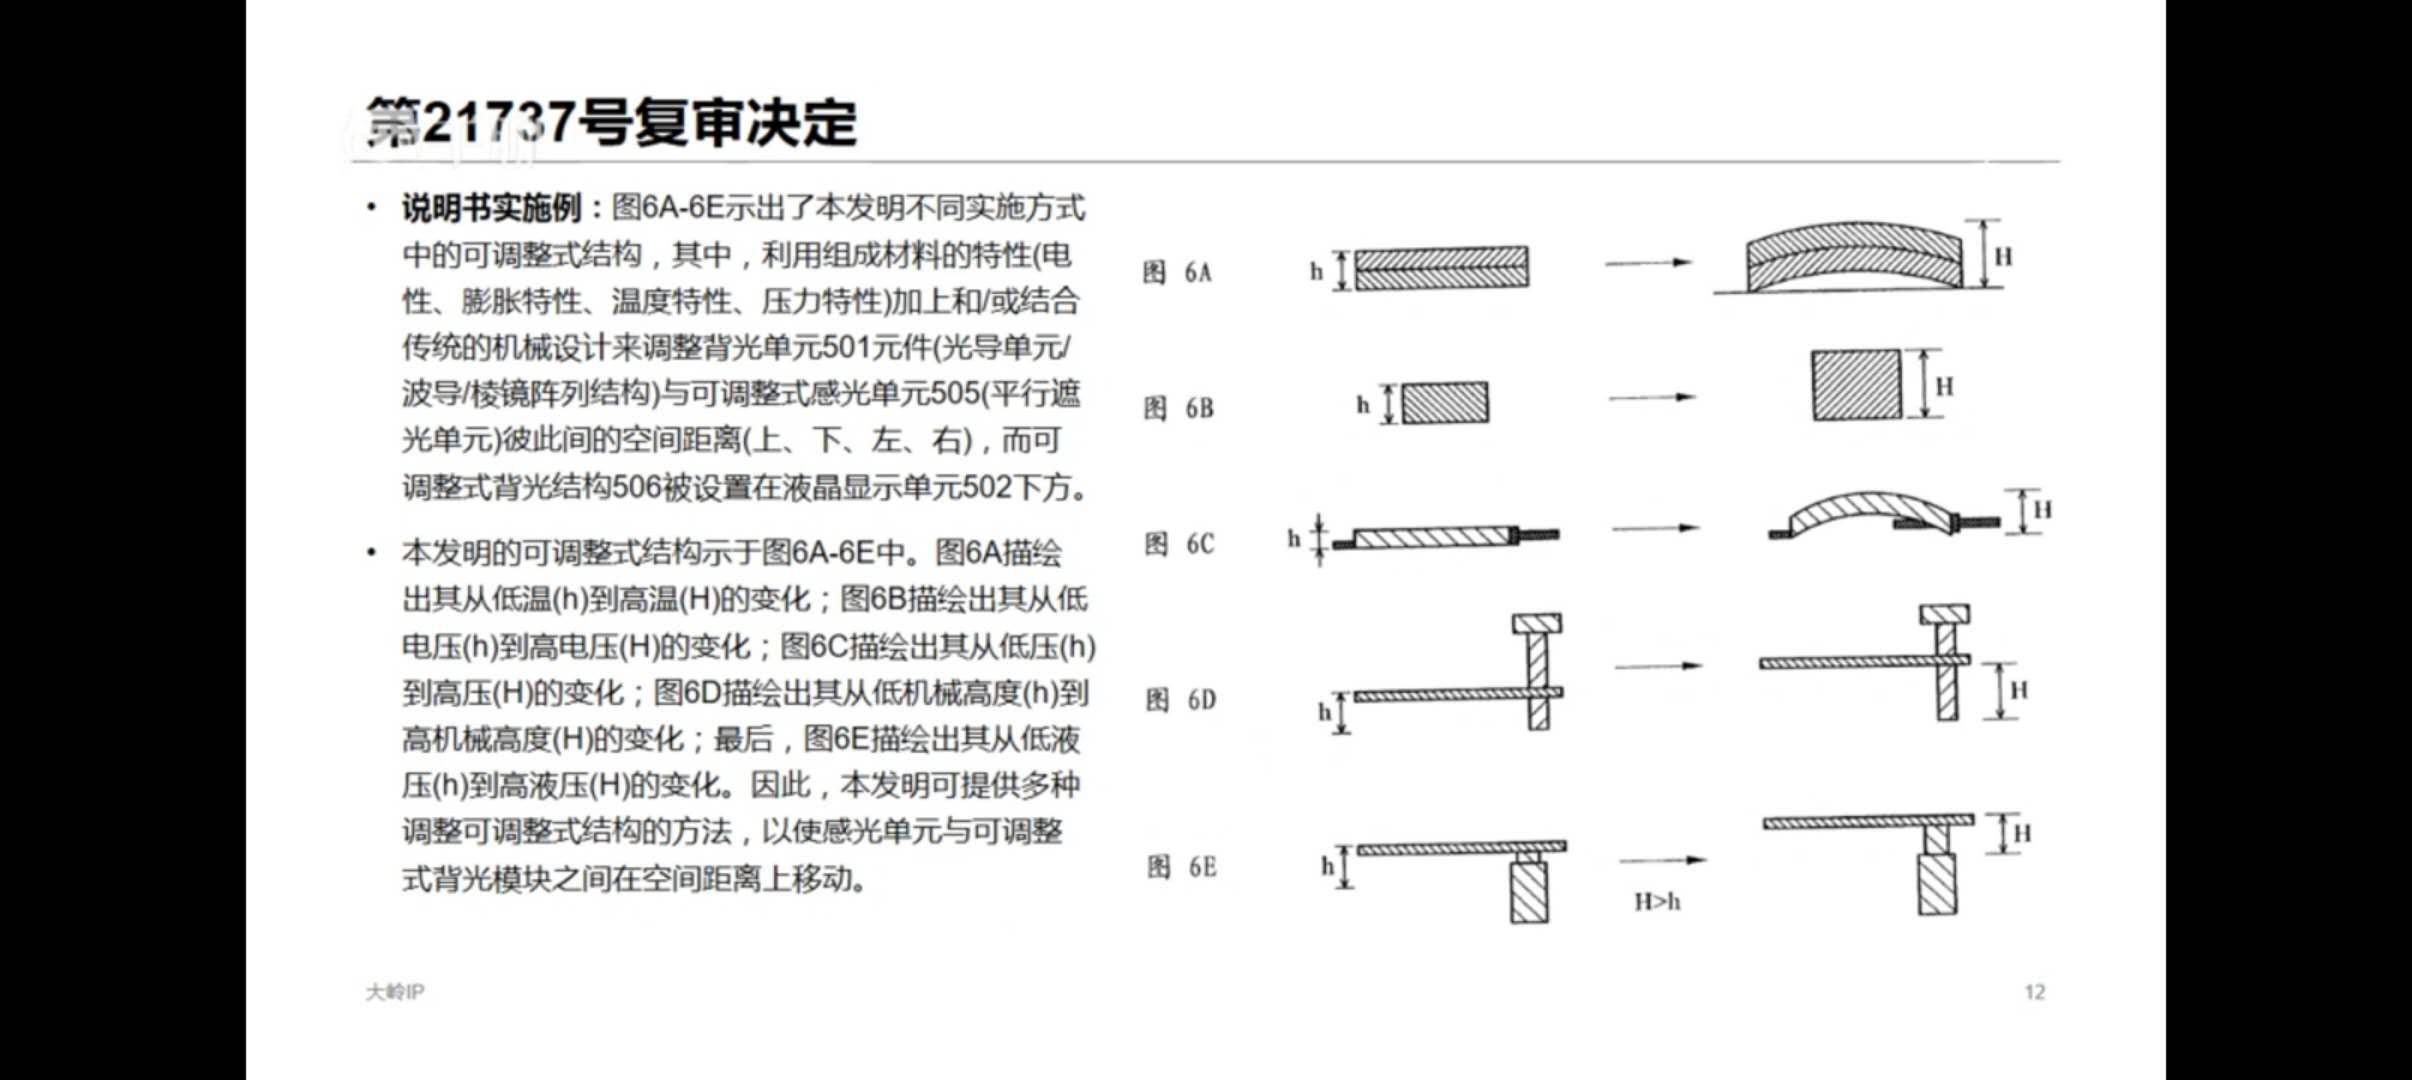 第21737号复审决定
• 说明书实施例：图6A-6E示出了本发明不同实施方式
中的可调整式结构，其中，利用组成材料的特性(电
性、膨胀特性、温度特性、压力特性)加上和/或结合
传统的机械设计来调整背光单元501元件(光导单元/
波导/棱镜阵列结构)与可调整式感光单元505(平行遮
光单元)彼此间的空间距离(上、下、左、右)，而可
调整式背光结构506被设置在液晶显示单元502下方。
• 本发明的可调整式结构示于图6A-6E中。图6A描绘
出其从低温(h)到高温(H)的变化；图6B描绘出其从低
电压(h)到高电压(H)的变化；图6C描绘出其从低压(h)
到高压(H)的变化；图6D描绘出其从低机械高度(h)到
高机械高度(H)的变化；最后，图6E描绘出其从低液
压(h)到高液压(H)的变化。因此，本发明可提供多种
调整可调整式结构的方法，以使感光单元与可调整
式背光模块之间在空间距离上移动。
图 6A h H
图 6B h H
图 6C h H
图 6D h H
图 6E h H
H>h
大岭IP
12